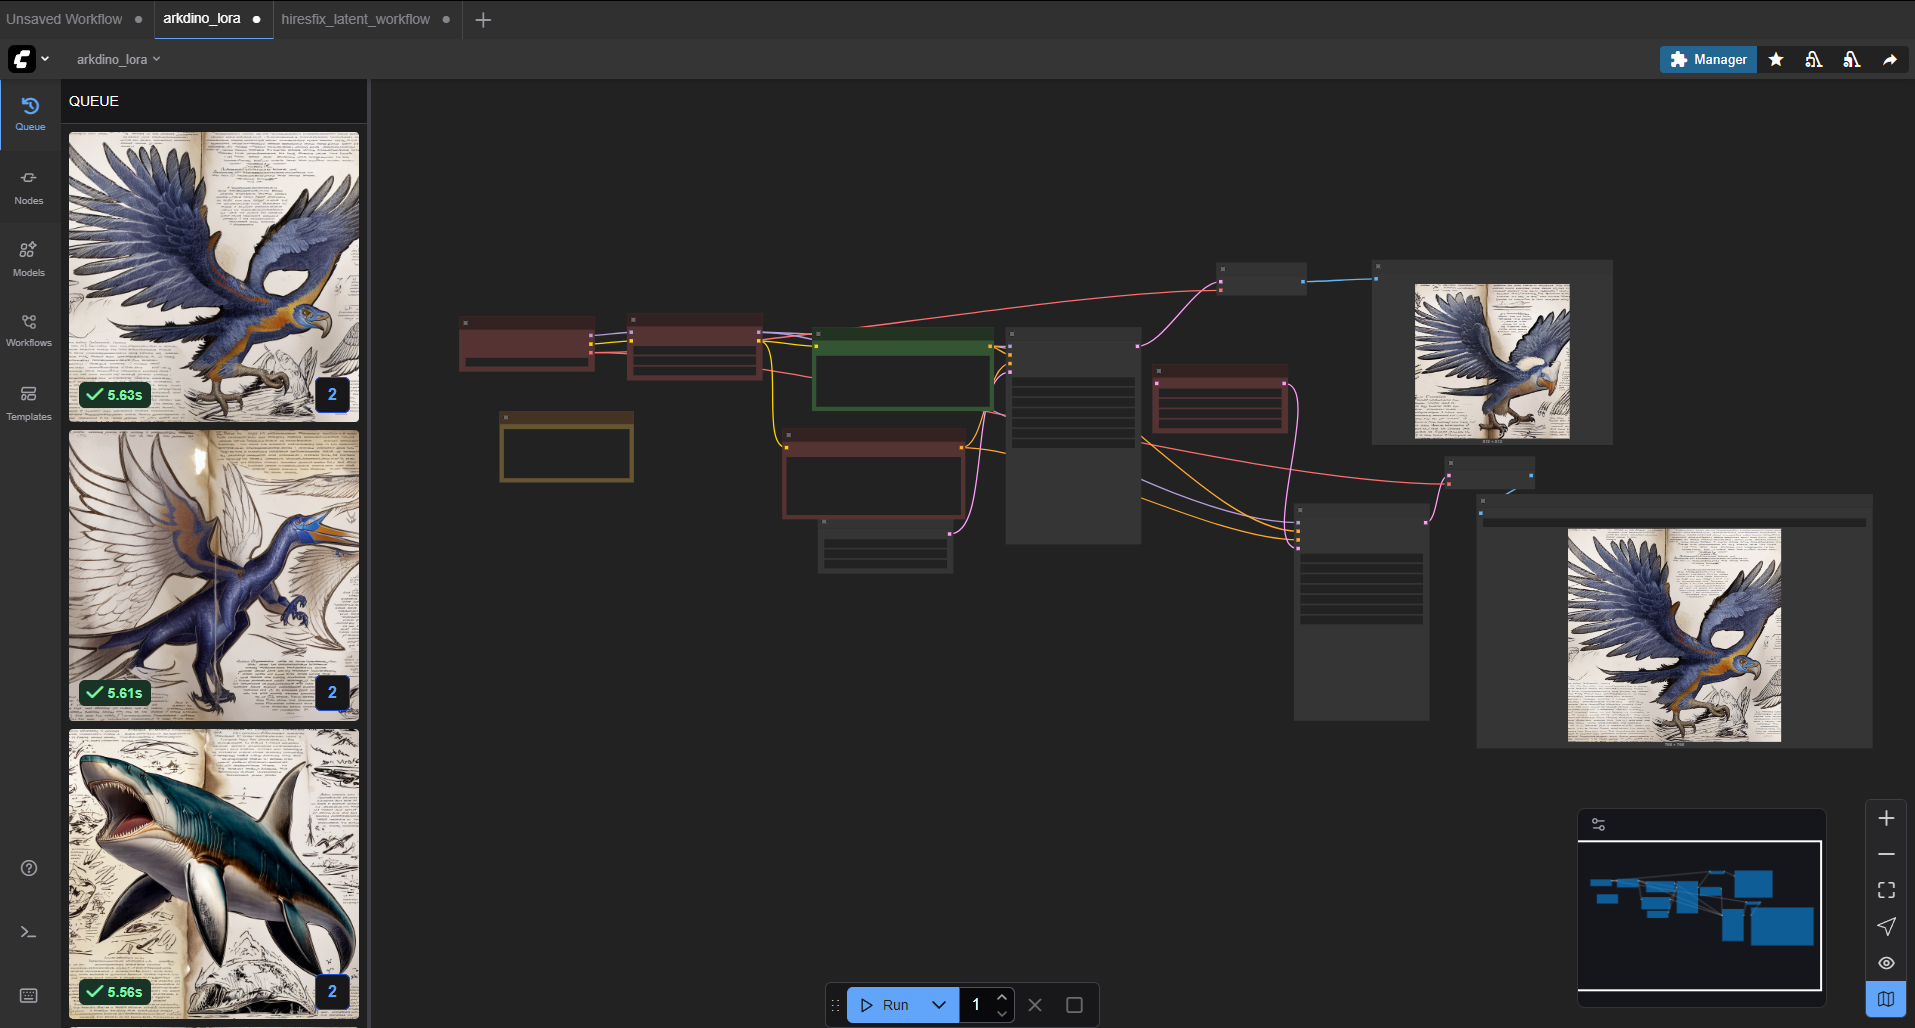 Unsaved Workflow
arkdino_lora
hiresfix_latent_workflow
arkdino_lora
Manager
Queue
Nodes
Models
Workflows
Templates
QUEUE
5.63s
2
5.61s
2
5.56s
2
Run
1